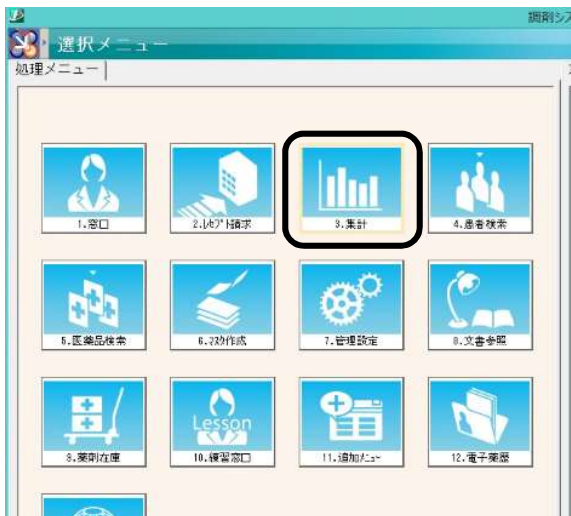 調剤シス
選択メニュー
処理メニュー
1.窓口
2.ﾚｾﾌﾟﾄ請求
3.集計
4.患者検索
5.医薬品検索
6.ﾏｽﾀ作成
7.管理設定
8.文書参照
Lesson
9.薬剤在庫
10.練習窓口
11.追加ﾒﾆｭｰ
12.電子薬歴